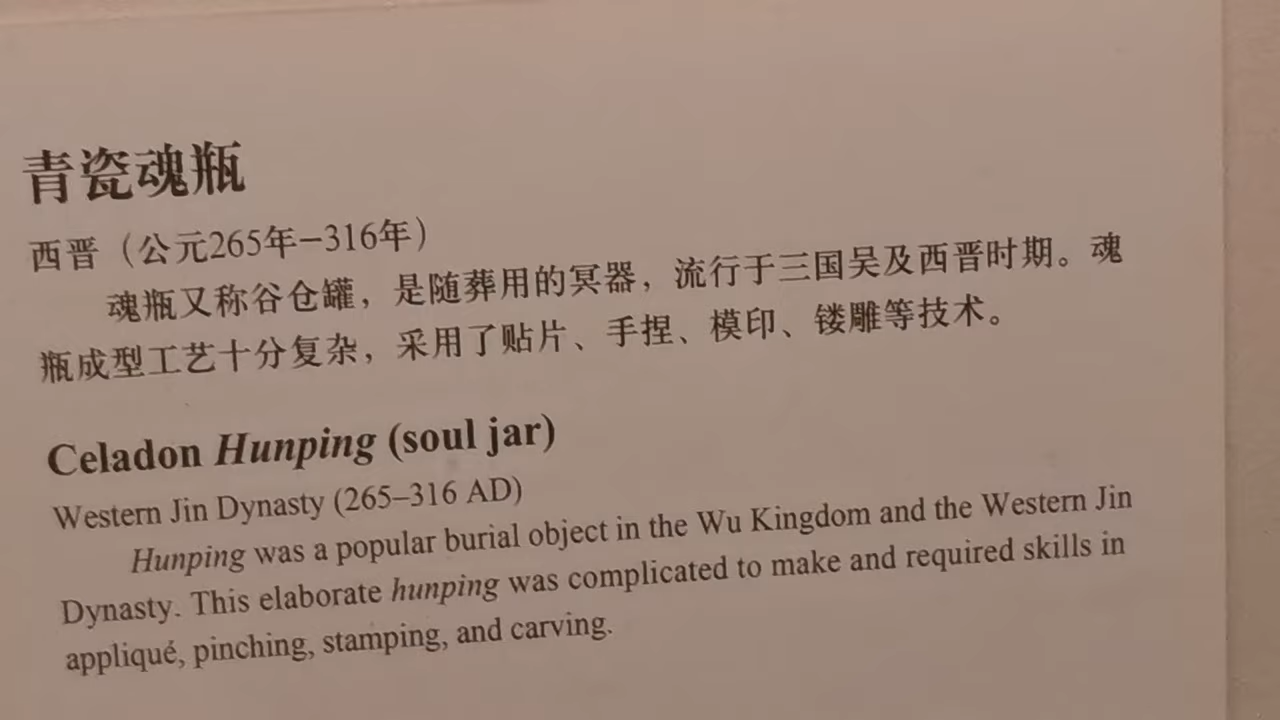 青瓷魂瓶
西晋（公元265年–316年）
魂瓶又称谷仓罐，是随葬用的冥器，流行于三国吴及西晋时期。魂
瓶成型工艺十分复杂，采用了贴片、手捏、模印、镂雕等技术。
Celadon Hunping (soul jar)
Western Jin Dynasty (265–316 AD)
Hunping was a popular burial object in the Wu Kingdom and the Western Jin
Dynasty. This elaborate hunping was complicated to make and required skills in
appliqué, pinching, stamping, and carving.